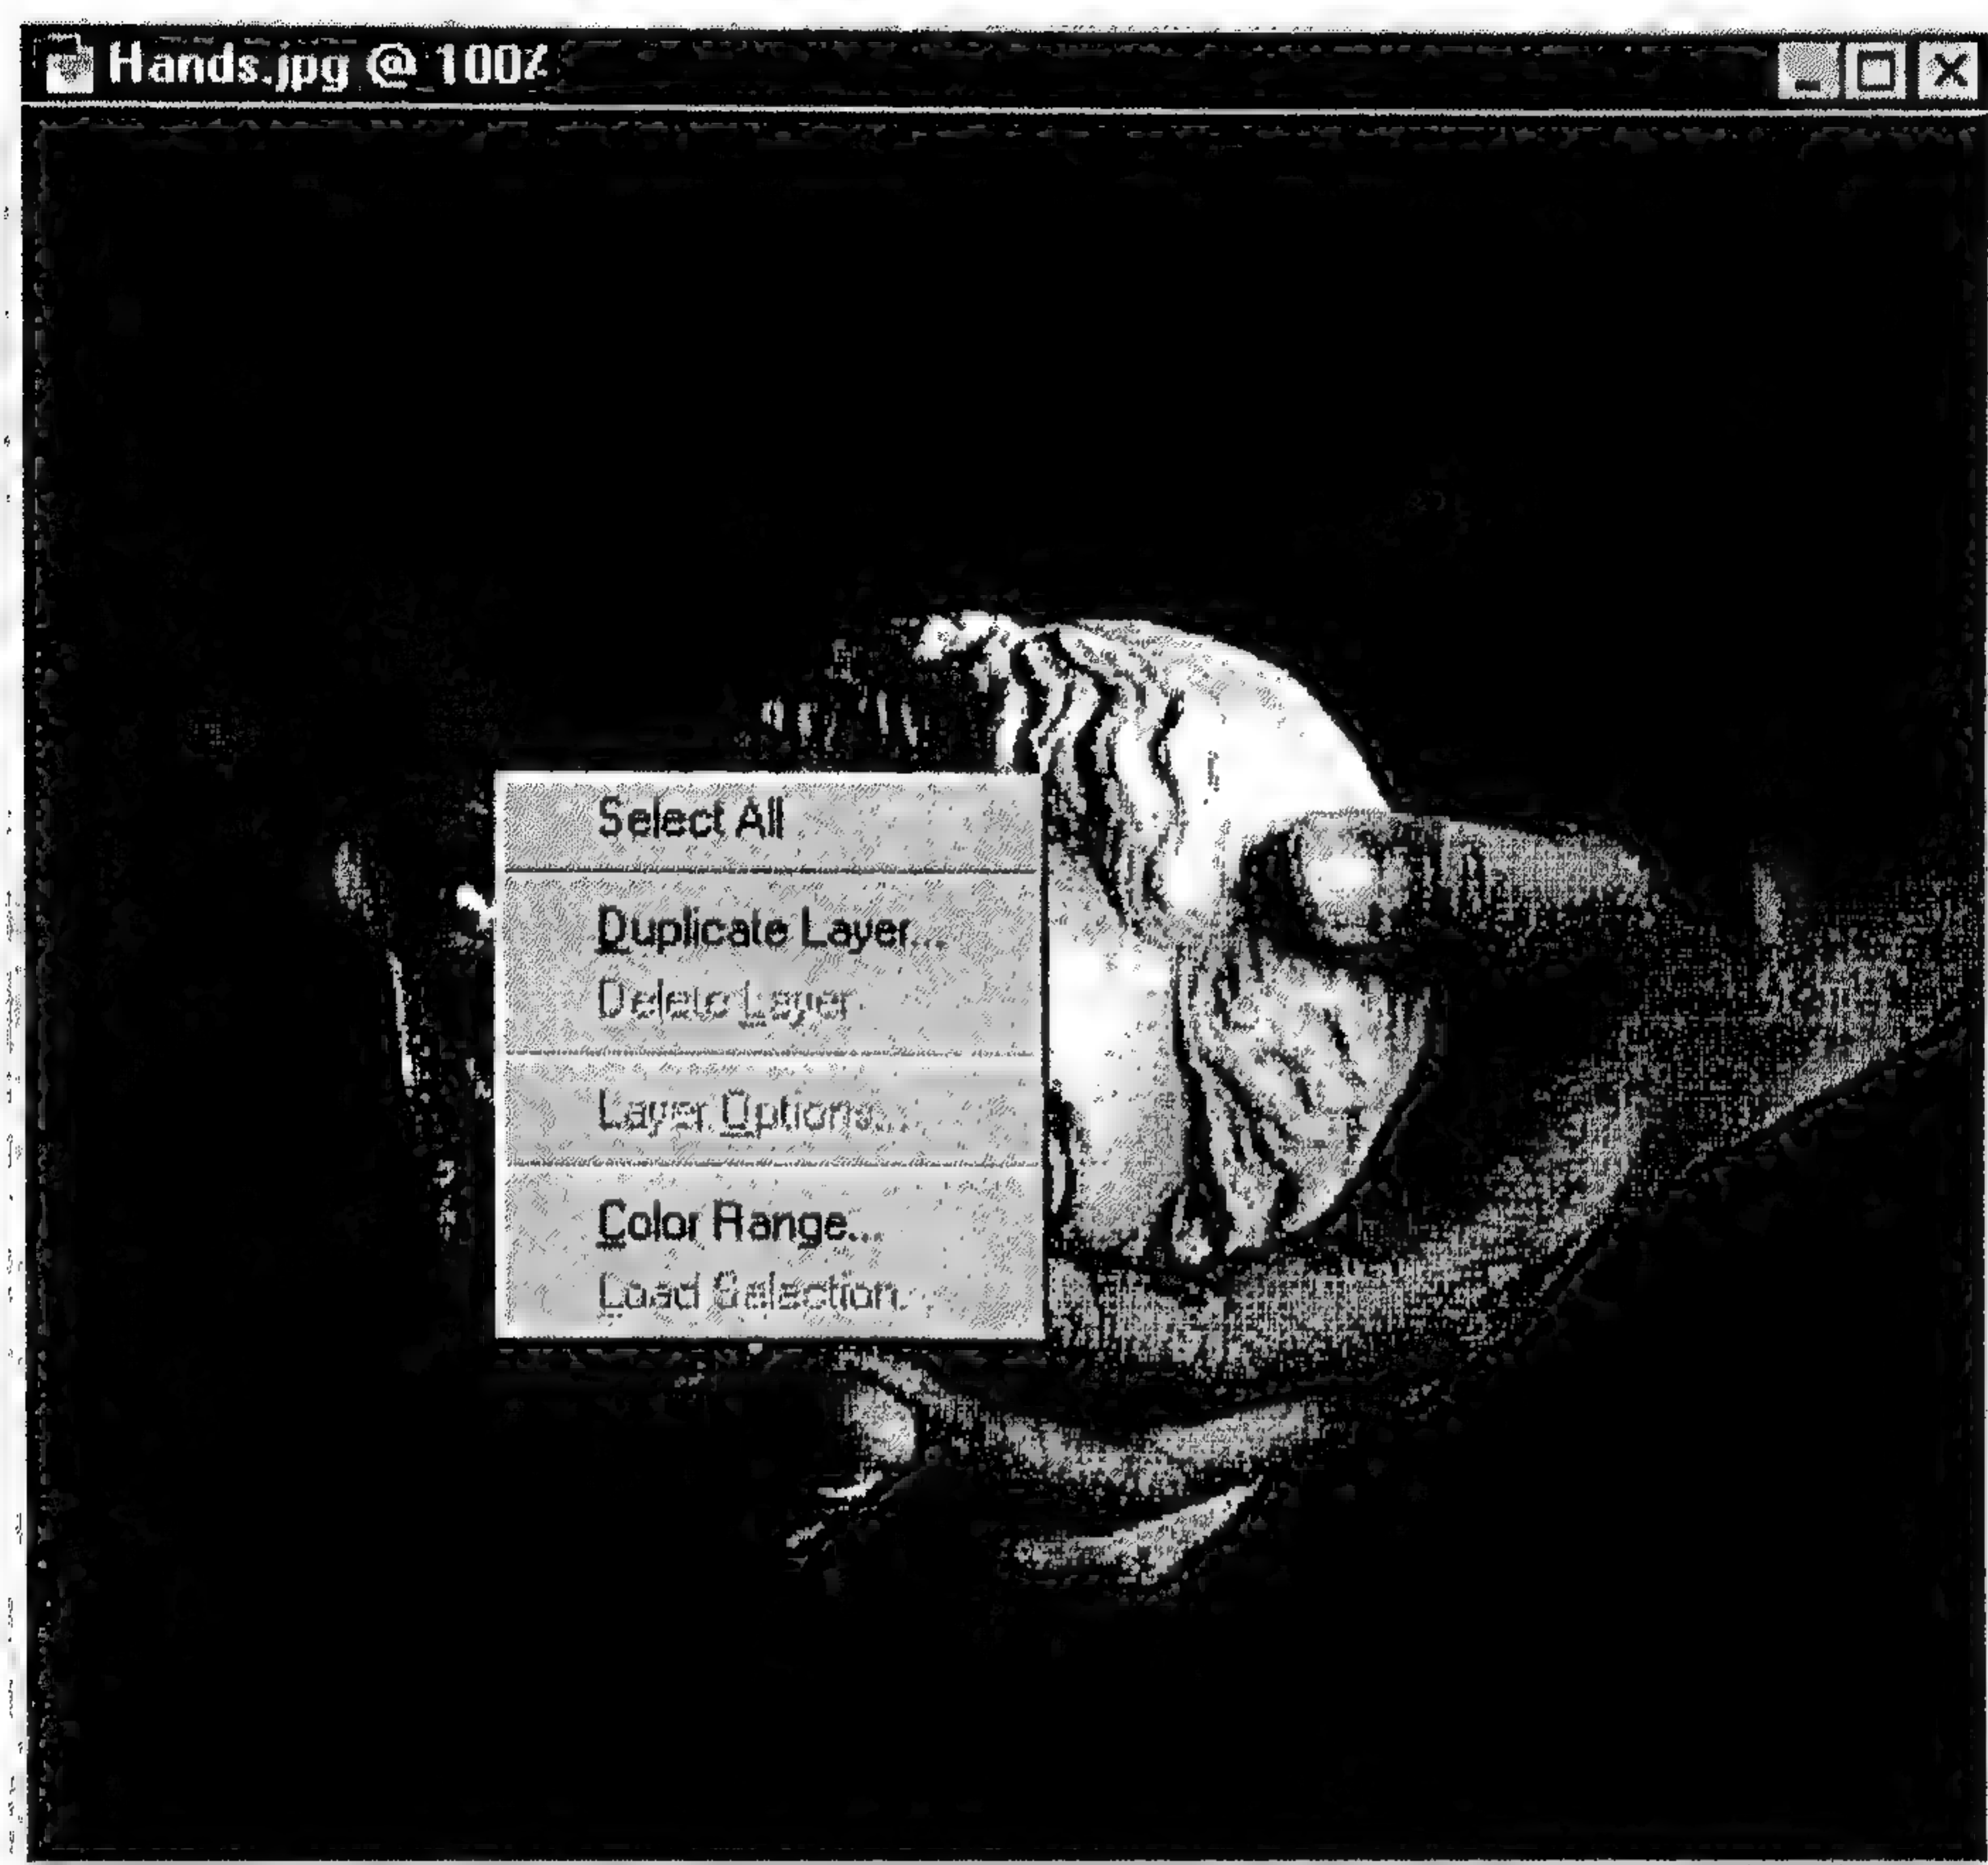 Hands.jpg @ 100%
Select All
Duplicate Layer...
Delete Layer
Layer Options...
Color Range...
Load Selection...